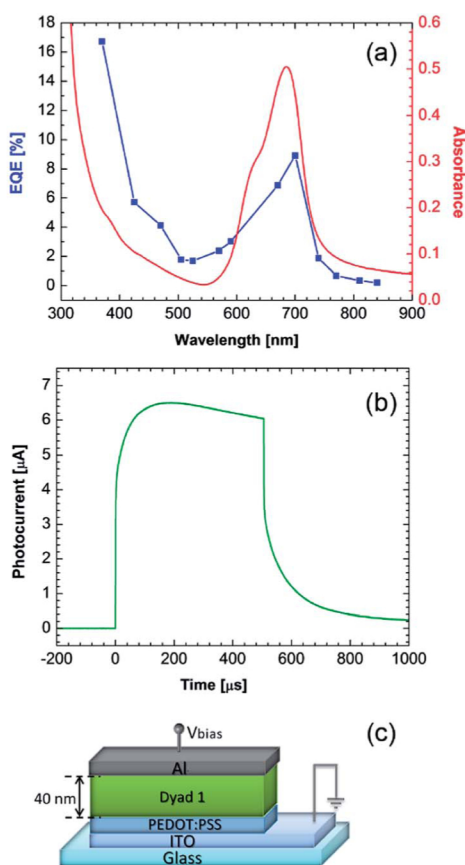 (a)
EQE [%]
18
16
14
12
10
8
6
4
2
0
0.6
0.5
0.4
0.3
0.2
0.1
0.0
Absorbance
300 400 500 600 700 800 900
Wavelength [nm]
(b)
Photocurrent [μA]
7
6
5
4
3
2
1
0
-200 0 200 400 600 800 1000
Time [μs]
(c)
Vbias
Al
40 nm
Dyad 1
PEDOT:PSS
ITO
Glass